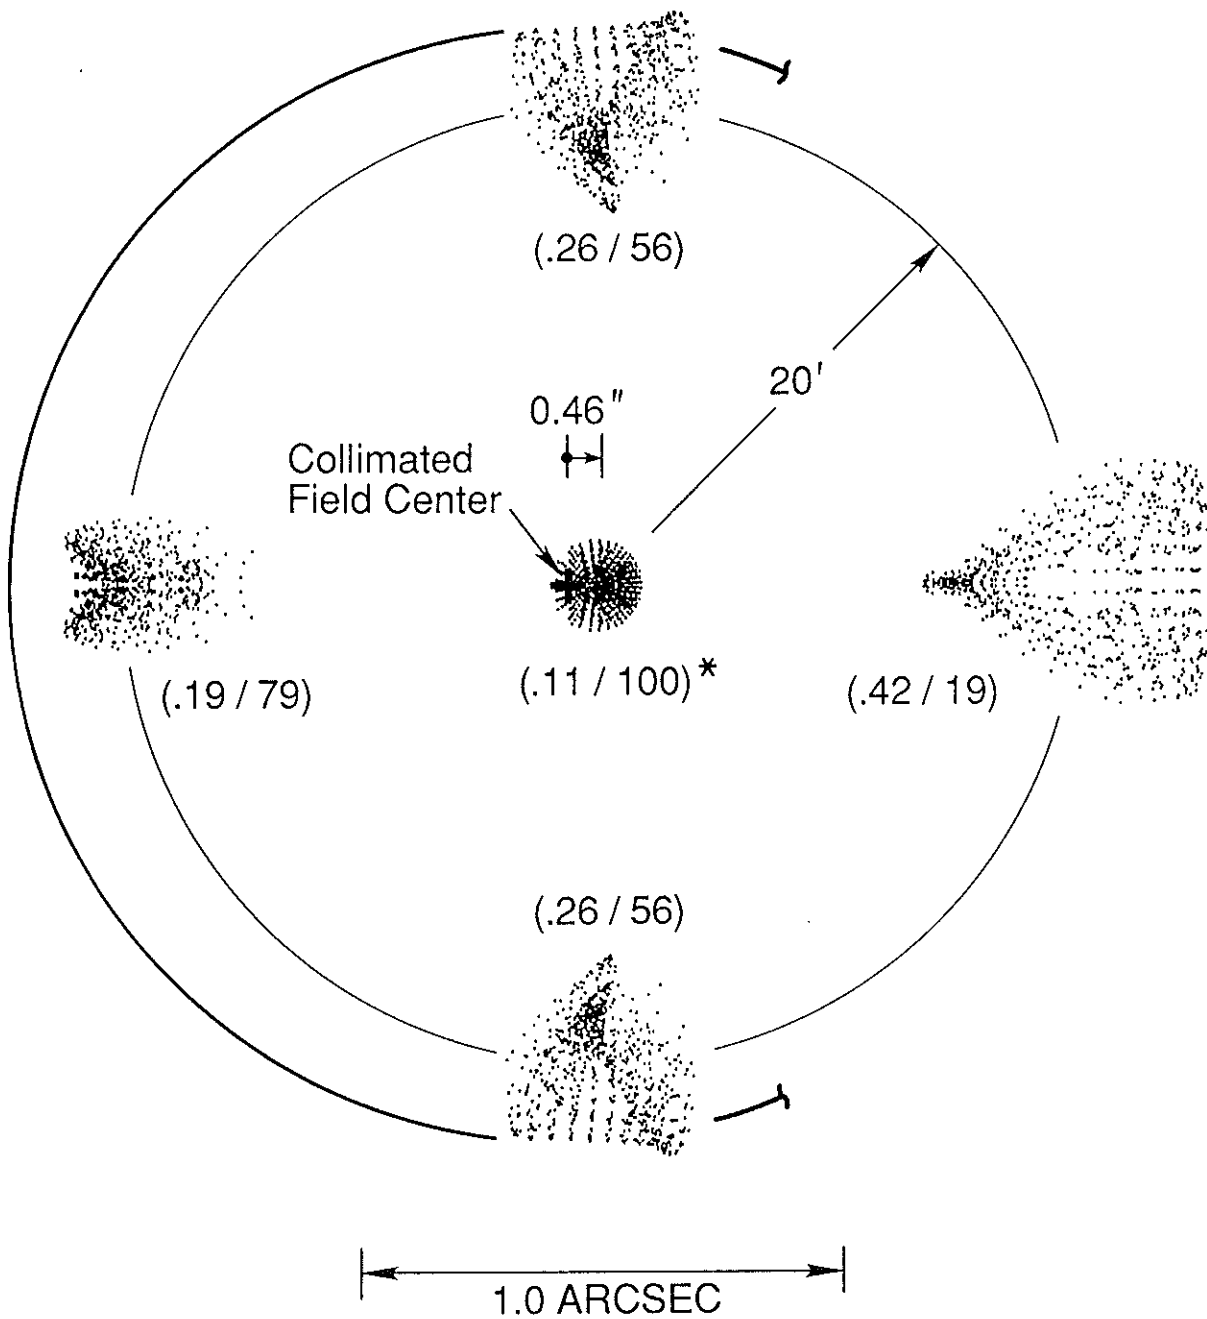 (.26 / 56)
20'
0.46"
Collimated
Field Center
(.19 / 79)
(.11 / 100)*
(.42 / 19)
(.26 / 56)
1.0 ARCSEC